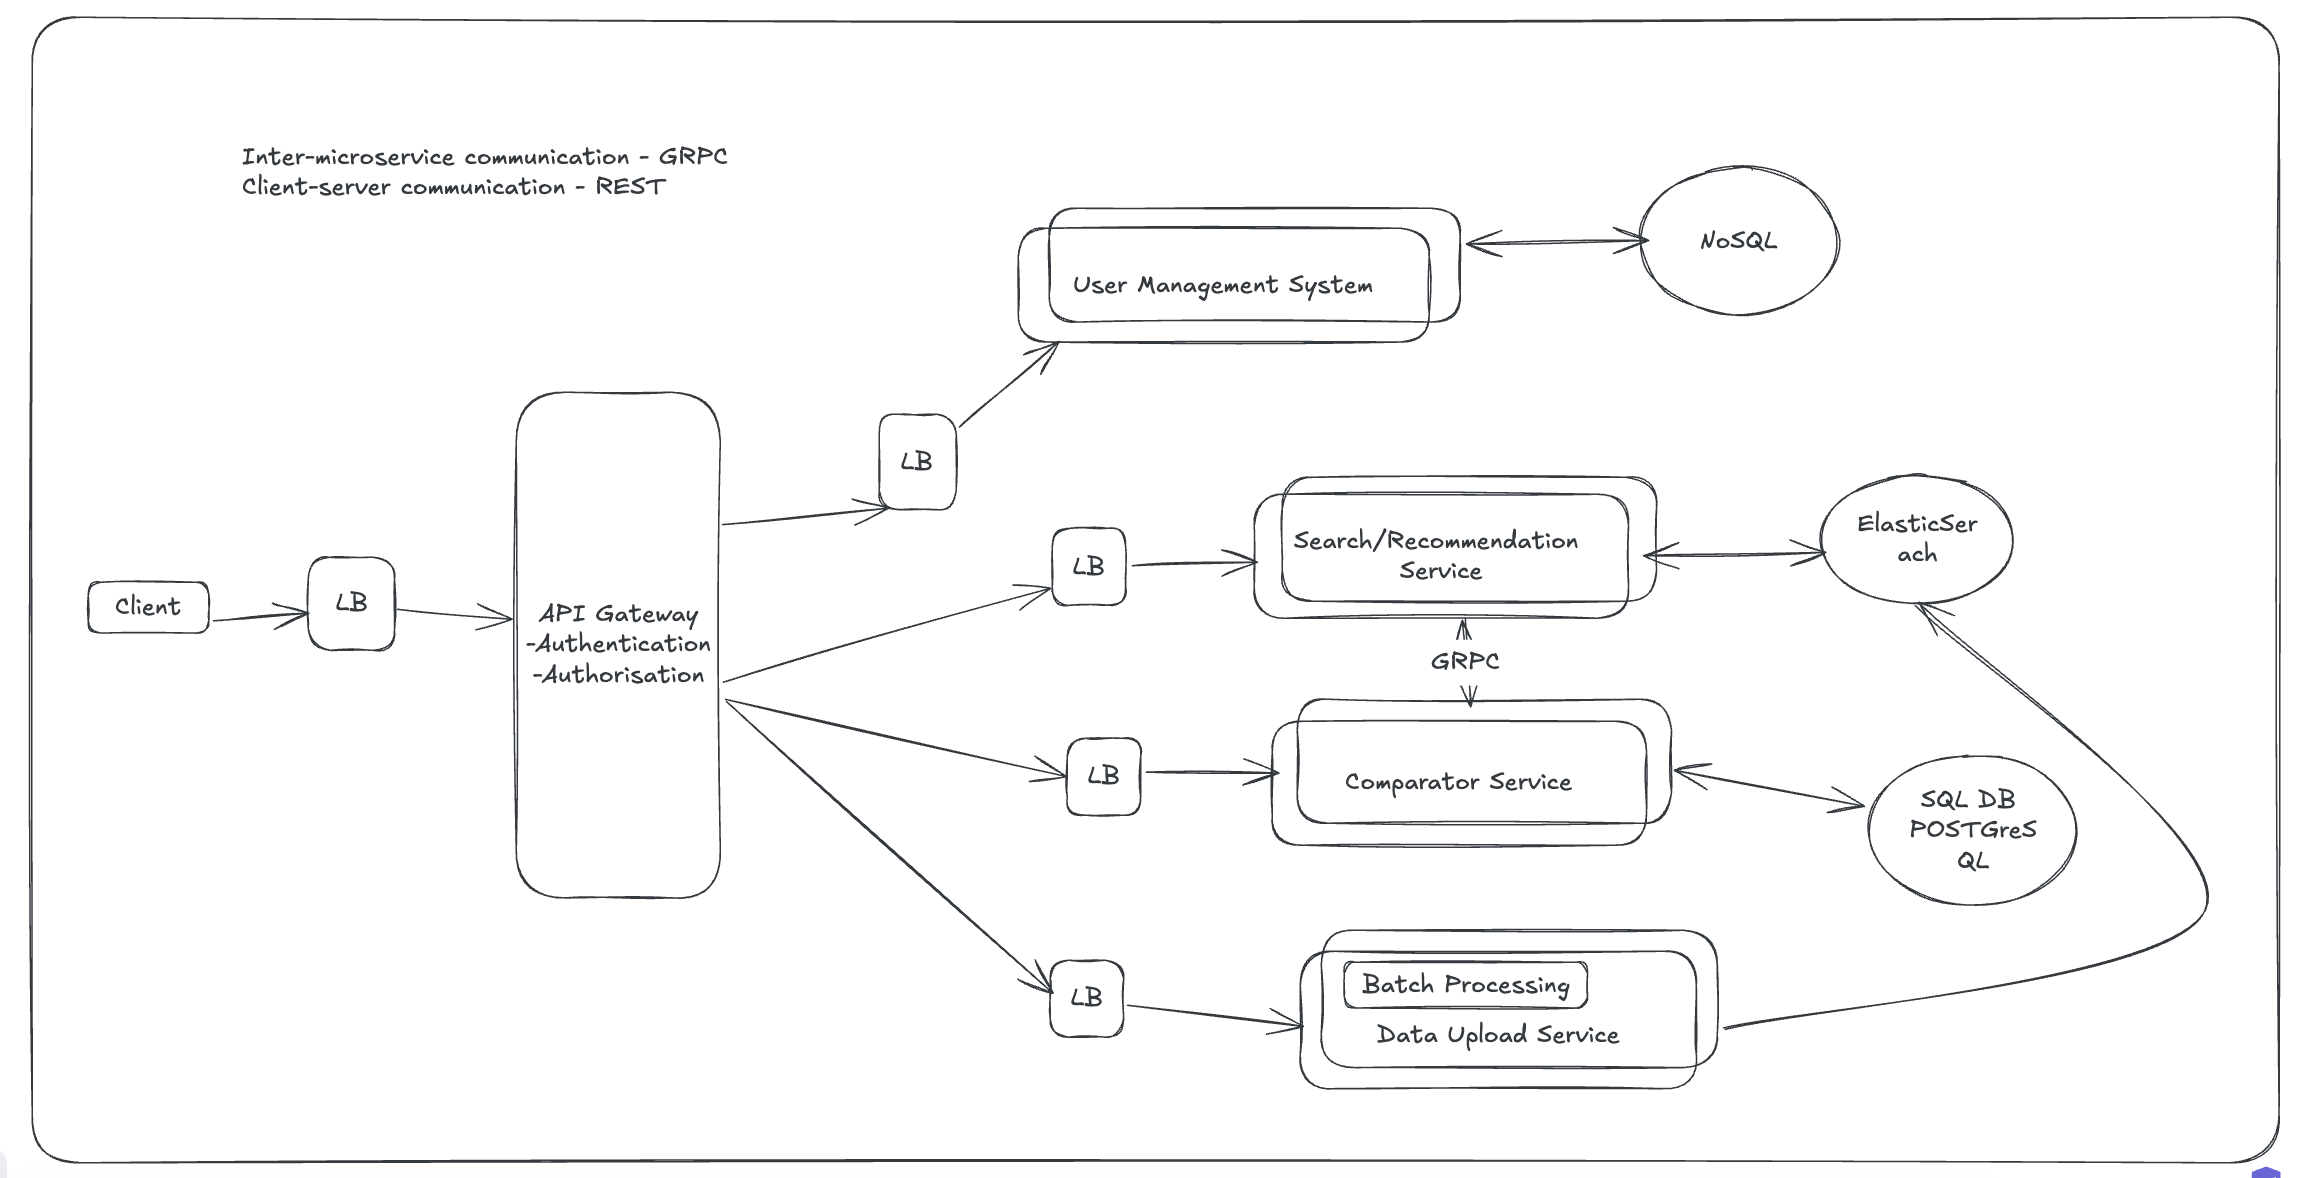 Inter-microservice communication - GRPC
Client-server communication - REST
NoSQL
User Management System
LB
Search/Recommendation
Service
ElasticSer
ach
LB
Client
LB
API Gateway
-Authentication
-Authorisation
GRPC
LB
Comparator Service
SQL DB
POSTGreS
QL
LB
Batch Processing
Data Upload Service